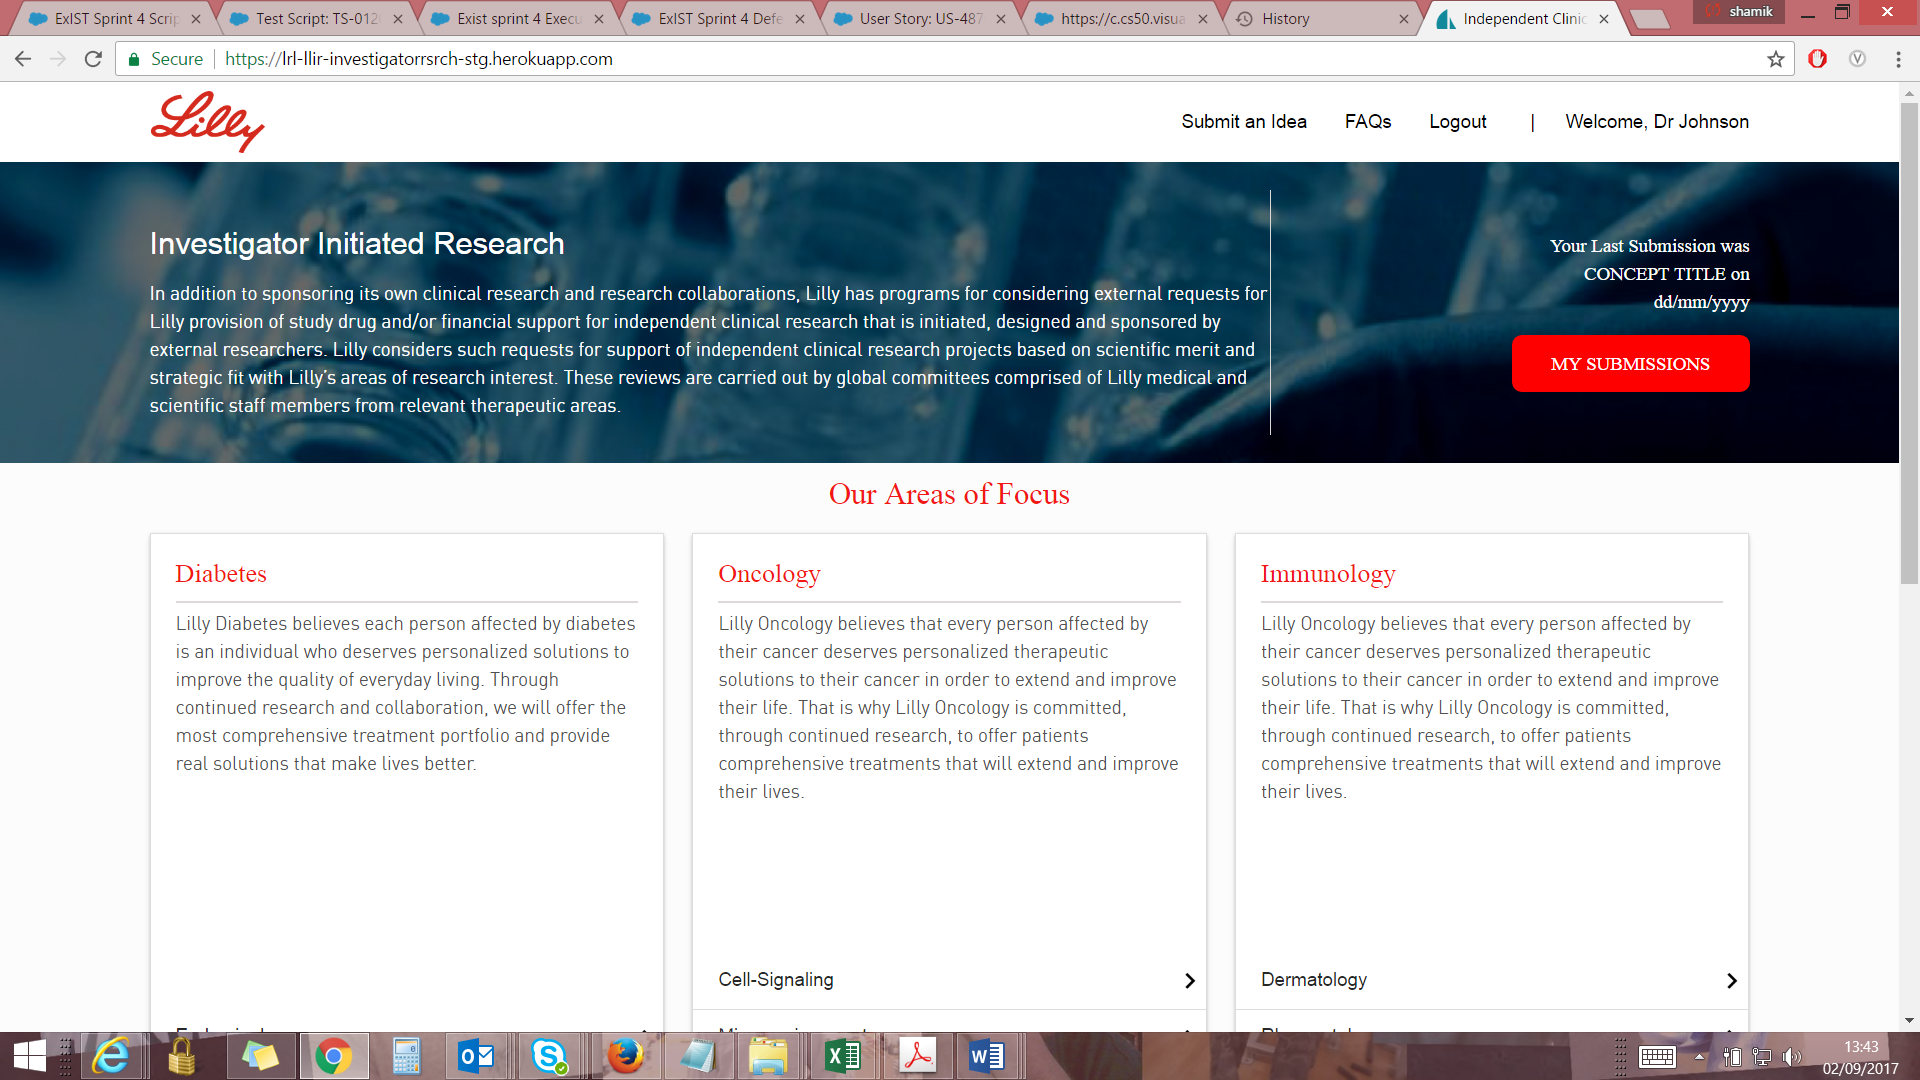 ExIST Sprint 4 Scrip
Test Script: TS-012
Exist sprint 4 Execu
ExIST Sprint 4 Defe
User Story: US-487
https://c.cs50.visua
History
Independent Clinic
shamik
Secure
https://lrl-llir-investigatorrsrch-stg.herokuapp.com
Lilly
Submit an Idea
FAQs
Logout
|
Welcome, Dr Johnson
Investigator Initiated Research
In addition to sponsoring its own clinical research and research collaborations, Lilly has programs for considering external requests for
Lilly provision of study drug and/or financial support for independent clinical research that is initiated, designed and sponsored by
external researchers. Lilly considers such requests for support of independent clinical research projects based on scientific merit and
strategic fit with Lilly's areas of research interest. These reviews are carried out by global committees comprised of Lilly medical and
scientific staff members from relevant therapeutic areas.
Your Last Submission was
CONCEPT TITLE on
dd/mm/yyyy
MY SUBMISSIONS
Our Areas of Focus
Diabetes
Lilly Diabetes believes each person affected by diabetes
is an individual who deserves personalized solutions to
improve the quality of everyday living. Through
continued research and collaboration, we will offer the
most comprehensive treatment portfolio and provide
real solutions that make lives better.
Oncology
Lilly Oncology believes that every person affected by
their cancer deserves personalized therapeutic
solutions to their cancer in order to extend and improve
their life. That is why Lilly Oncology is committed,
through continued research, to offer patients
comprehensive treatments that will extend and improve
their lives.
Cell-Signaling
Immunology
Lilly Oncology believes that every person affected by
their cancer deserves personalized therapeutic
solutions to their cancer in order to extend and improve
their life. That is why Lilly Oncology is committed,
through continued research, to offer patients
comprehensive treatments that will extend and improve
their lives.
Dermatology
13:43
02/09/2017